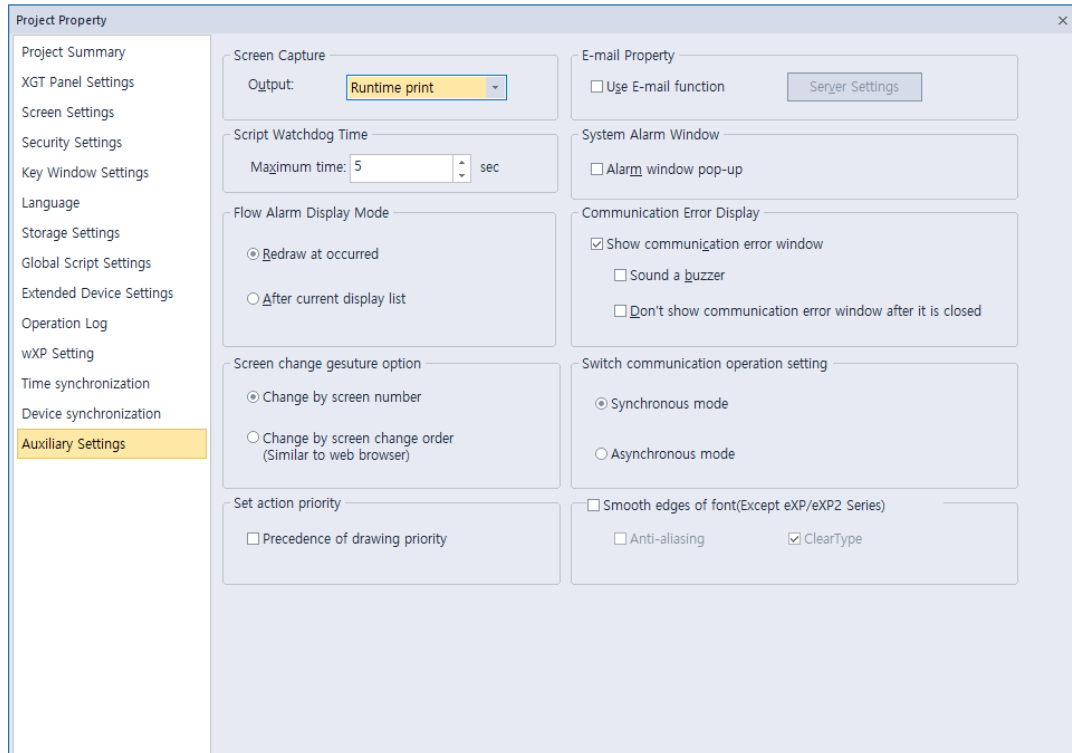 Project Property
Project Summary
XGT Panel Settings
Screen Settings
Security Settings
Key Window Settings
Language
Storage Settings
Global Script Settings
Extended Device Settings
Operation Log
wXP Setting
Time synchronization
Device synchronization
Auxiliary Settings
Screen Capture
Output: Runtime print
Script Watchdog Time
Maximum time: 5 sec
Flow Alarm Display Mode
Redraw at occurred
After current display list
Screen change gesuture option
Change by screen number
Change by screen change order
(Similar to web browser)
Set action priority
Precedence of drawing priority
E-mail Property
Use E-mail function Server Settings
System Alarm Window
Alarm window pop-up
Communication Error Display
Show communication error window
Sound a buzzer
Don't show communication error window after it is closed
Switch communication operation setting
Synchronous mode
Asynchronous mode
Smooth edges of font(Except eXP/eXP2 Series)
Anti-aliasing ClearType